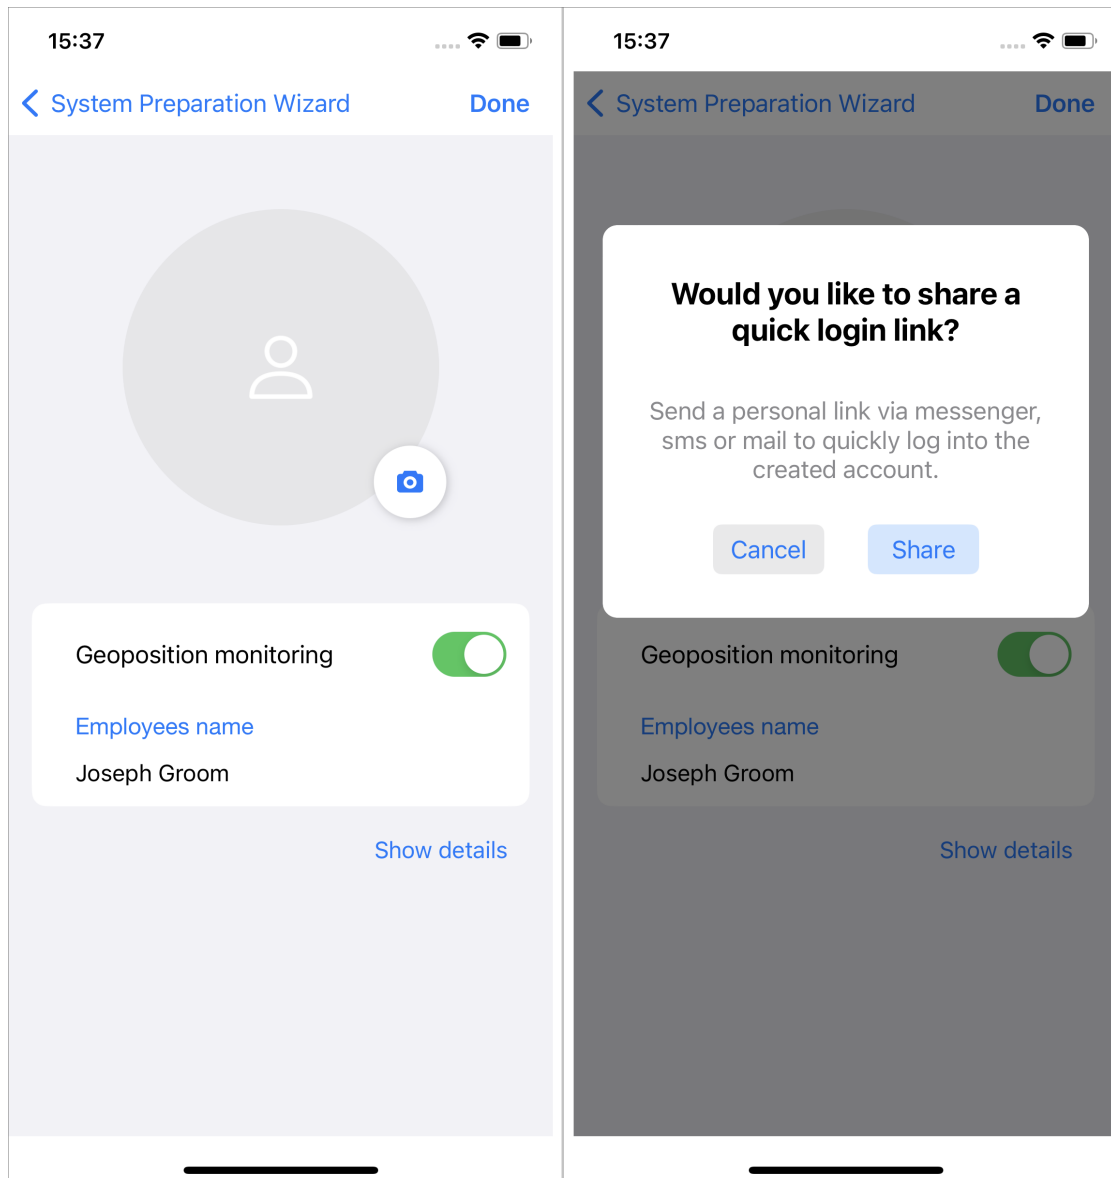 15:37
System Preparation Wizard
Done
Geoposition monitoring
Employees name
Joseph Groom
Show details
15:37
System Preparation Wizard
Done
Would you like to share a
quick login link?
Send a personal link via messenger,
sms or mail to quickly log into the
created account.
Cancel
Share
Geoposition monitoring
Employees name
Joseph Groom
Show details